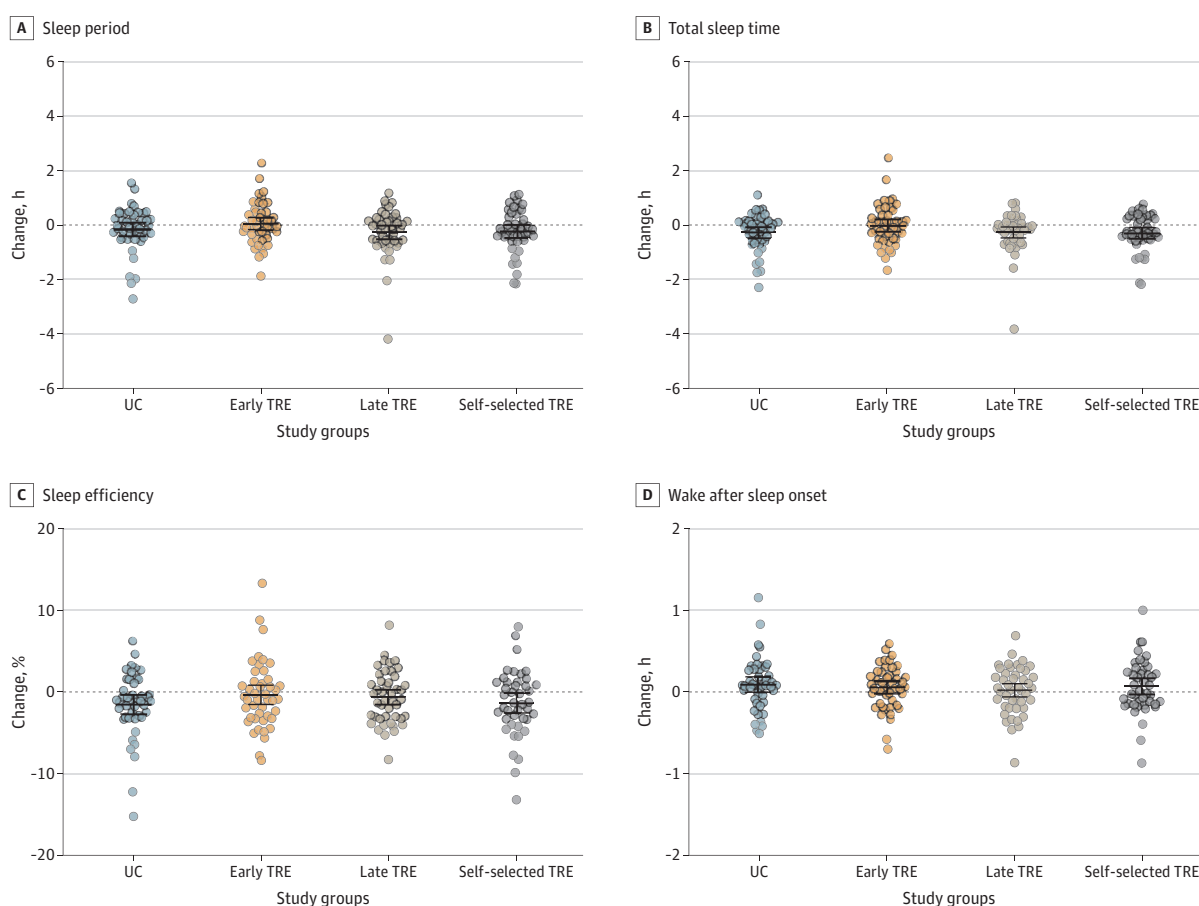 A Sleep period
6
4
2
0
-2
-4
-6
Change, h
UC Early TRE Late TRE Self-selected TRE
Study groups
B Total sleep time
6
4
2
0
-2
-4
-6
Change, h
UC Early TRE Late TRE Self-selected TRE
Study groups
C Sleep efficiency
20
10
0
-10
-20
Change, %
UC Early TRE Late TRE Self-selected TRE
Study groups
D Wake after sleep onset
2
1
0
-1
-2
Change, h
UC Early TRE Late TRE Self-selected TRE
Study groups